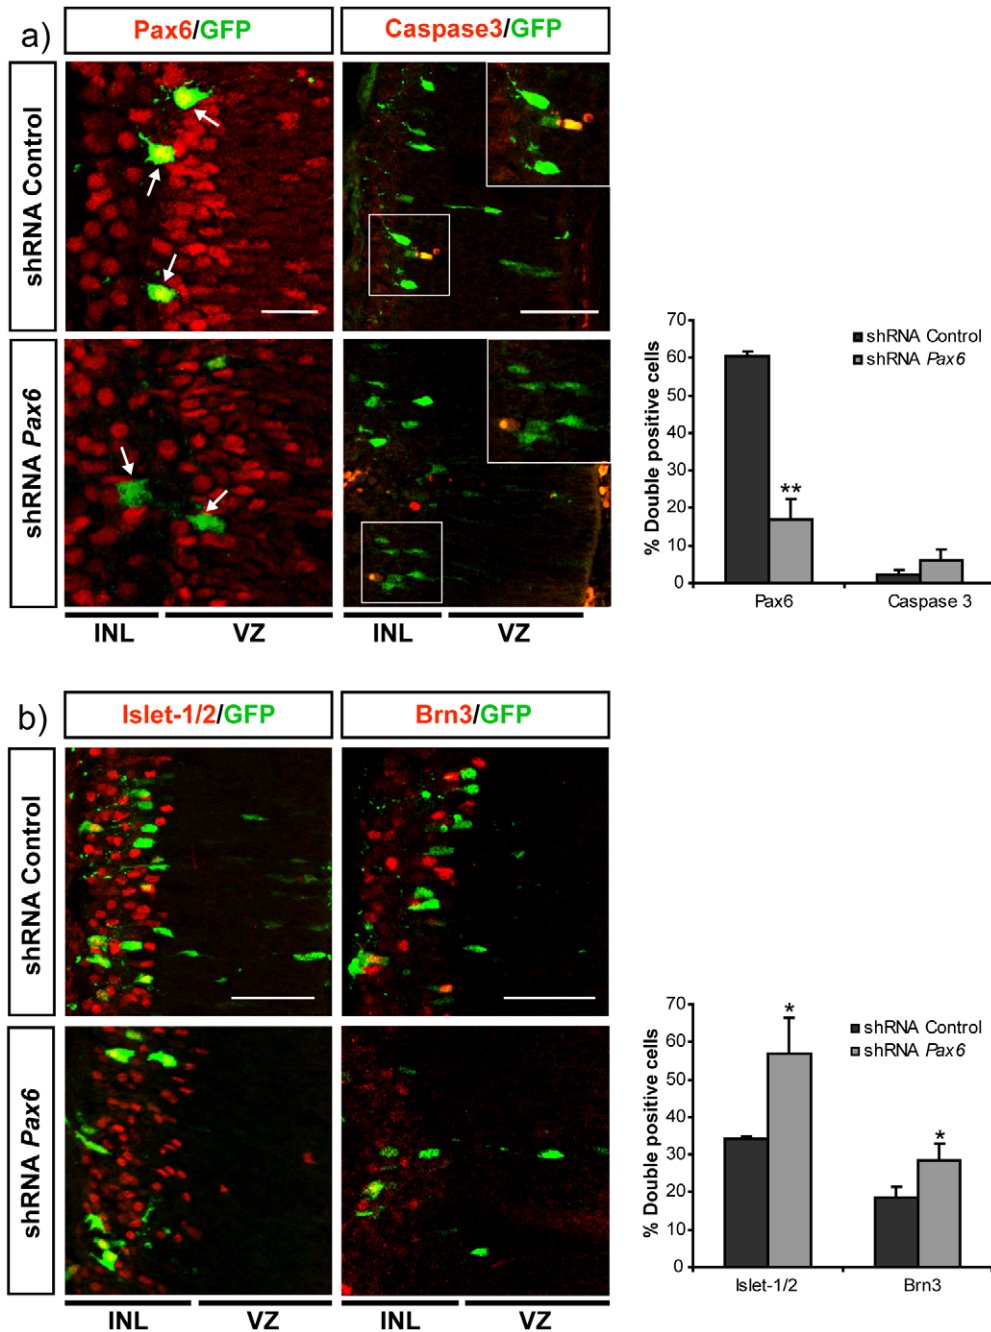 a)
Pax6/GFP
Caspase3/GFP
shRNA Control
shRNA Pax6
INL
VZ
INL
VZ
% Double positive cells
70
60
50
40
30
20
10
0
shRNA Control
shRNA Pax6
**
Pax6
Caspase 3
b)
Islet-1/2/GFP
Brn3/GFP
shRNA Control
shRNA Pax6
INL
VZ
INL
VZ
% Double positive cells
70
60
50
40
30
20
10
0
shRNA Control
shRNA Pax6
*
*
Islet-1/2
Brn3